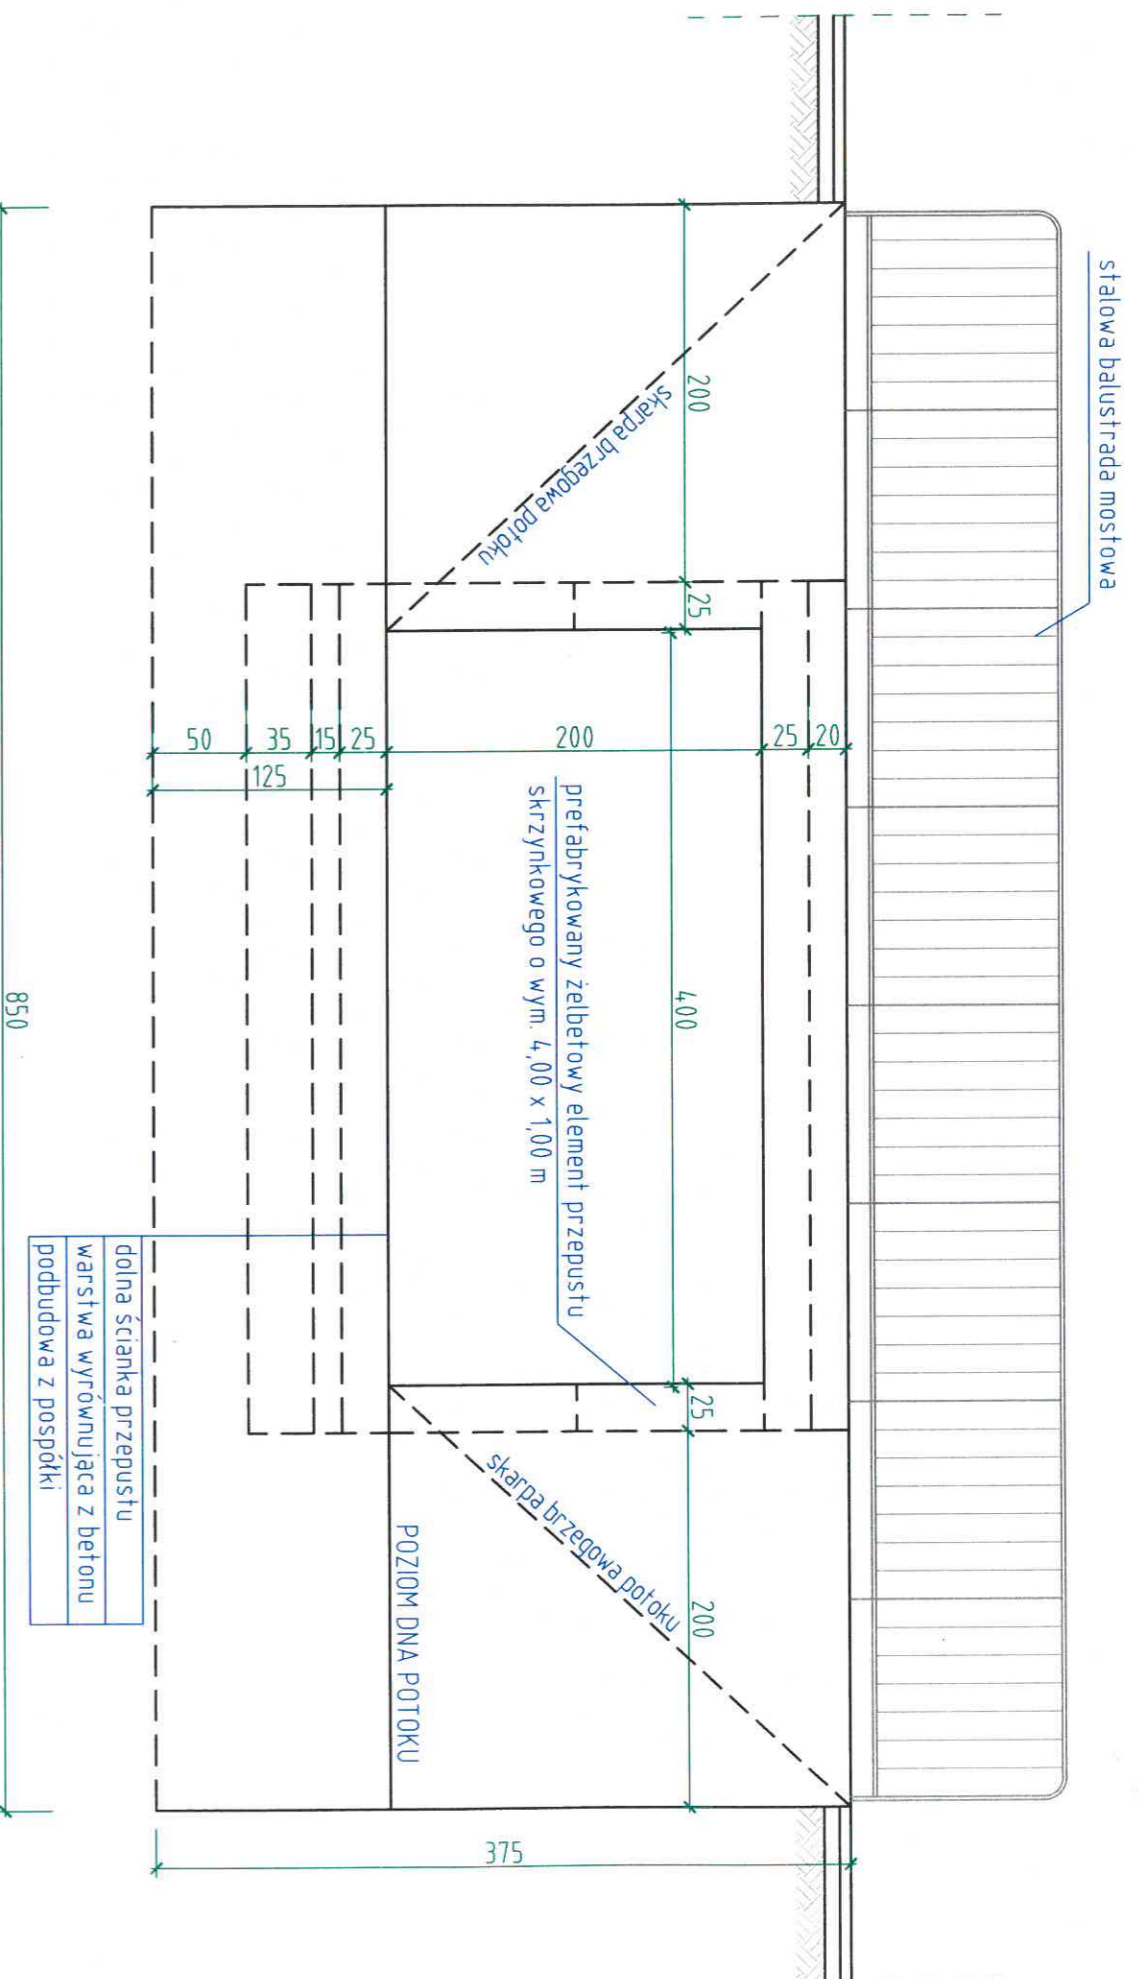 stalowa balustrada mostowa
200
25
400
25
200
skarpa brzegowa potoku
skarpa brzegowa potoku
20
25
200
25
15
35
50
125
prefabrykowany żelbetowy element przepustu
skrzynkowego o wym. 4,00 x 1,00 m
POZIOM DNA POTOKU
375
dolna ścianka przepustu
warstwa wyrównująca z betonu
podbudowa z pospółki
850